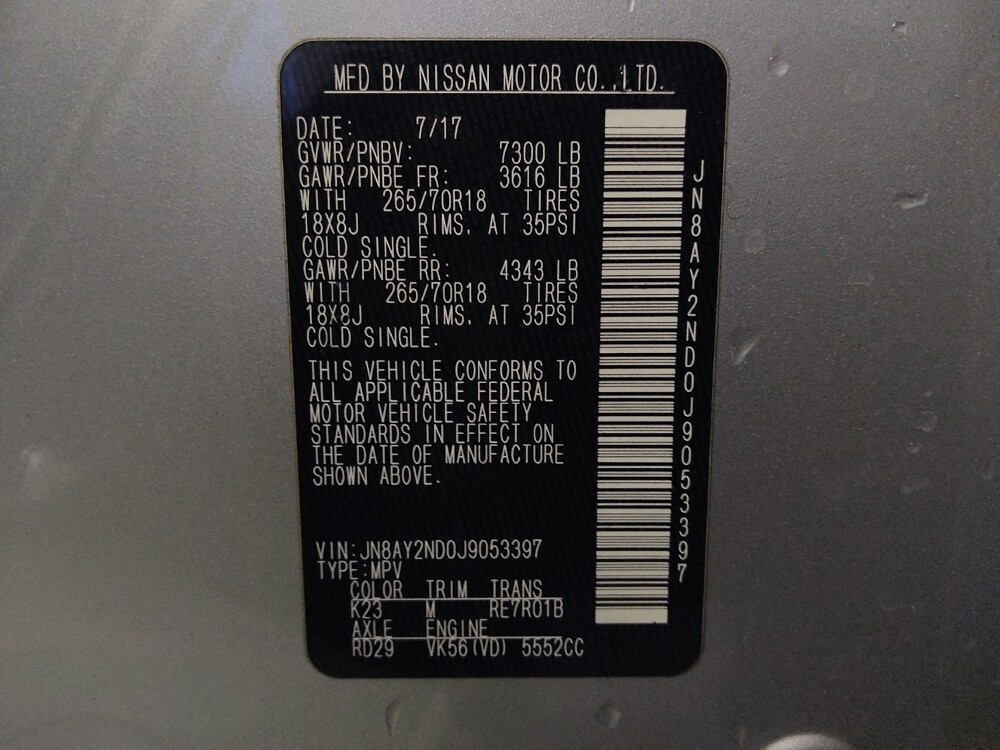 MFD BY NISSAN MOTOR CO.,LTD.
DATE: 7/17
GVWR/PNBV: 7300 LB
GAWR/PNBE FR: 3616 LB
WITH 265/70R18 TIRES
18X8J RIMS, AT 35PSI
COLD SINGLE.
GAWR/PNBE RR: 4343 LB
WITH 265/70R18 TIRES
18X8J RIMS, AT 35PSI
COLD SINGLE.
THIS VEHICLE CONFORMS TO
ALL APPLICABLE FEDERAL
MOTOR VEHICLE SAFETY
STANDARDS IN EFFECT ON
THE DATE OF MANUFACTURE
SHOWN ABOVE.
VIN:JN8AY2ND0J9053397
TYPE:MPV
COLOR TRIM TRANS
K23 M RE7R01B
AXLE ENGINE
RD29 VK56(VD) 5552CC
JN8AY2ND0J9053397